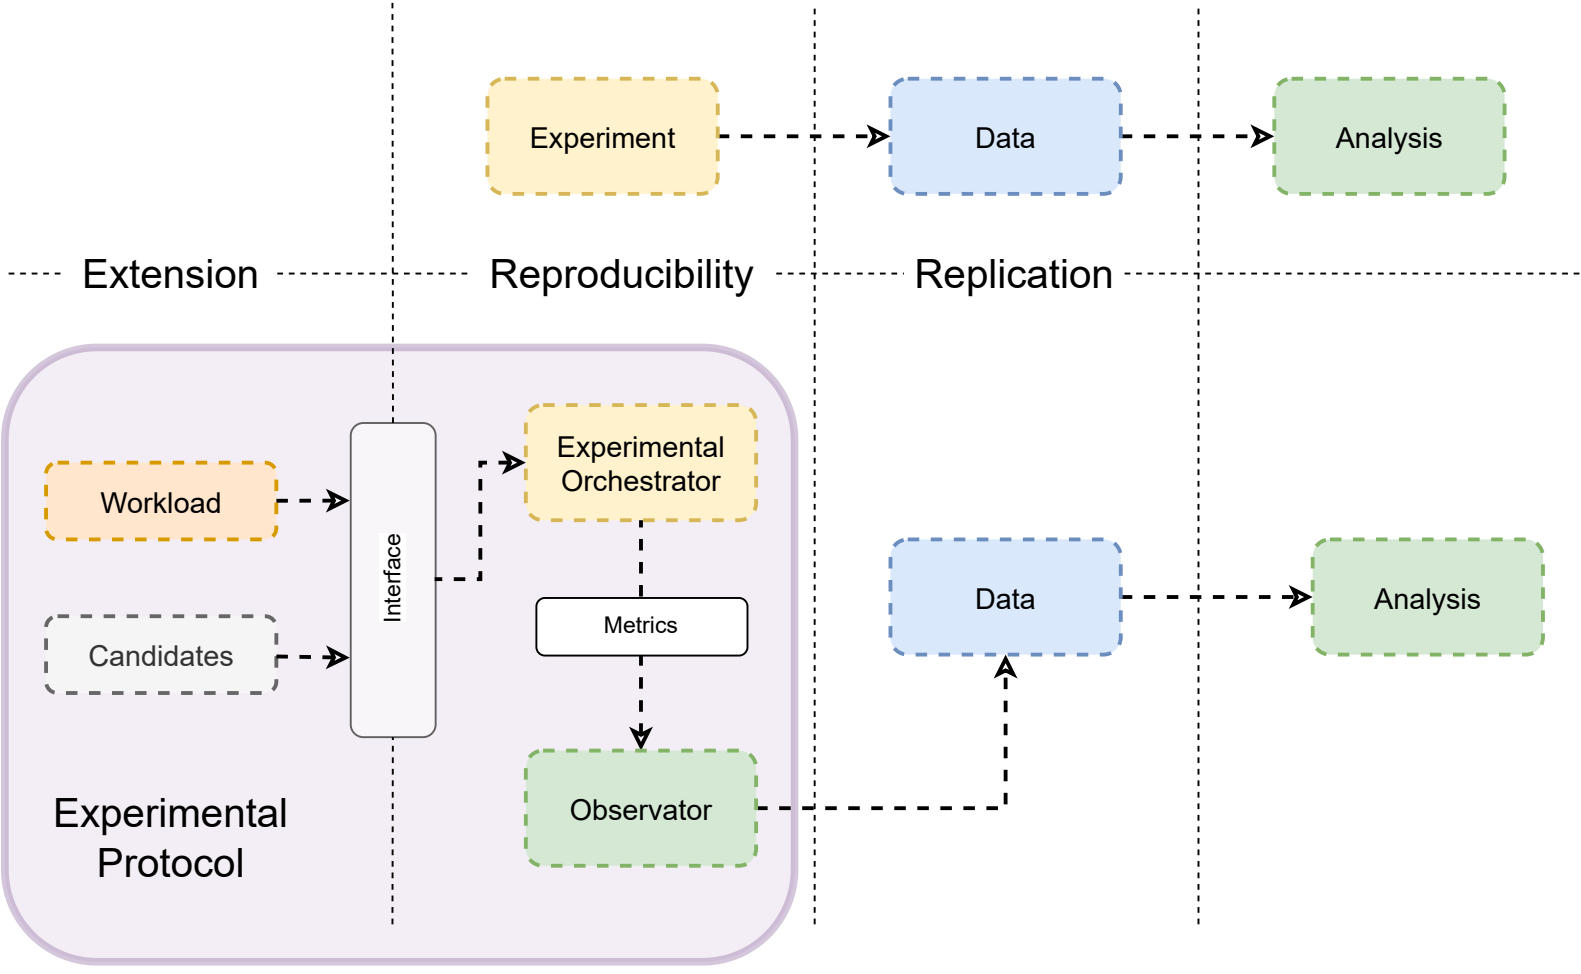 Experiment
Data
Analysis
Extension
Reproducibility
Replication
Workload
Candidates
Interface
Experimental
Orchestrator
Metrics
Observator
Data
Analysis
Experimental
Protocol